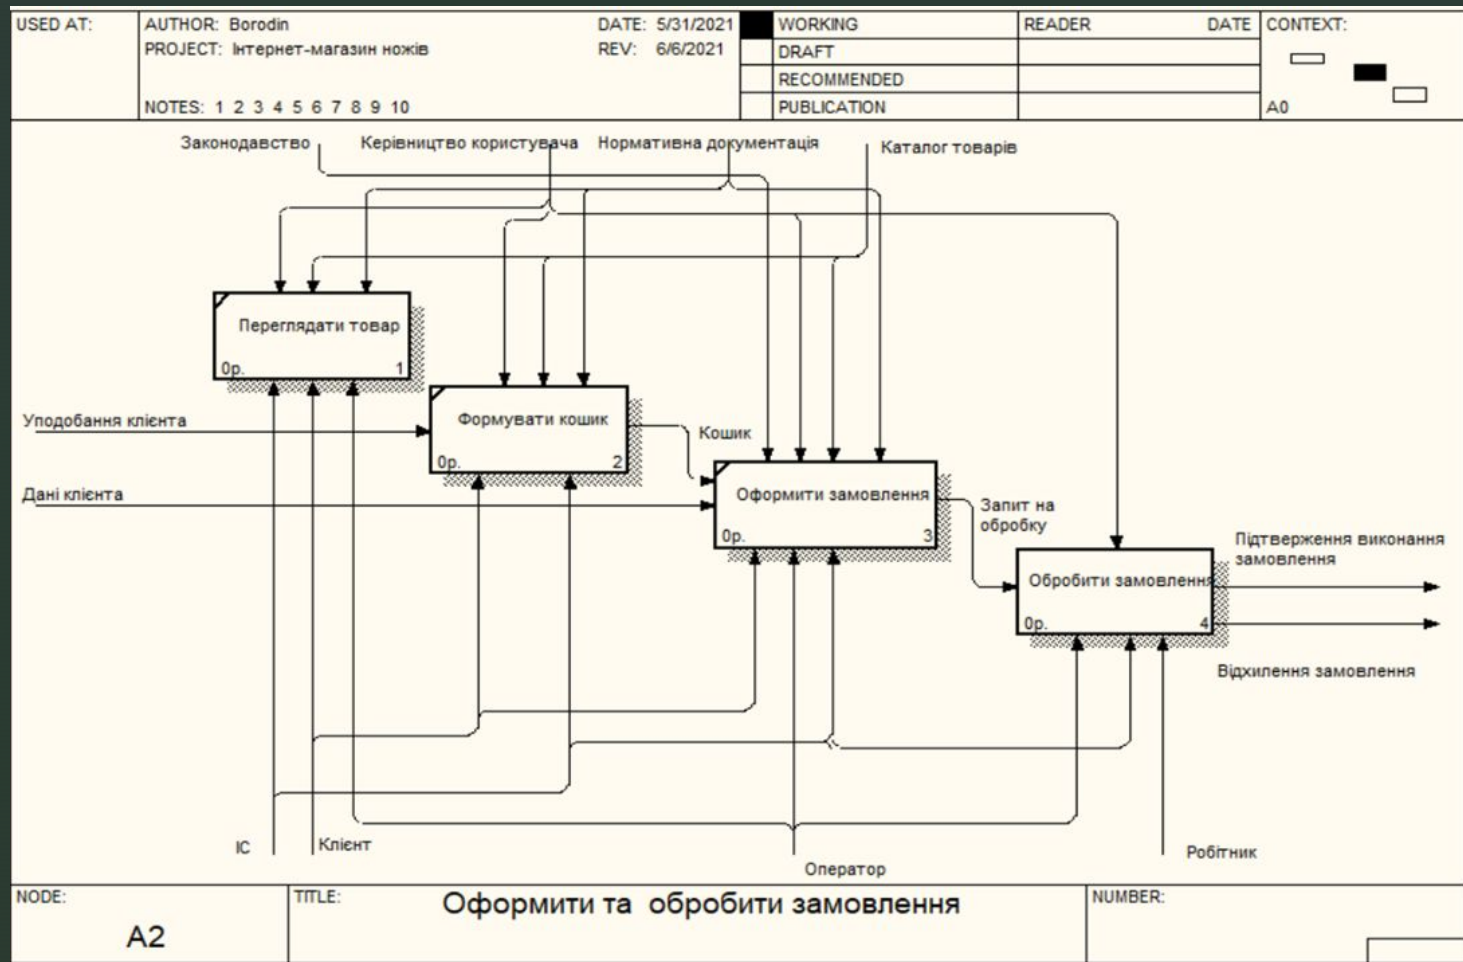 USED AT:
AUTHOR: Borodin
DATE: 5/31/2021
PROJECT: Інтернет-магазин ножів
REV: 6/6/2021
NOTES: 1 2 3 4 5 6 7 8 9 10
WORKING
DRAFT
RECOMMENDED
PUBLICATION
READER DATE
CONTEXT:
A0
Законодавство
Керівництво користувача
Нормативна документація
Каталог товарів
Переглядати товар
0р. 1
Уподобання клієнта
Формувати кошик
0р. 2
Кошик
Дані клієнта
Оформити замовлення
0р. 3
Запит на
обробку
Обробити замовлення
0р. 4
Підтверження виконання
замовлення
Відхилення замовлення
ІС
Клієнт
Оператор
Робітник
NODE:
A2
TITLE:
Оформити та обробити замовлення
NUMBER: